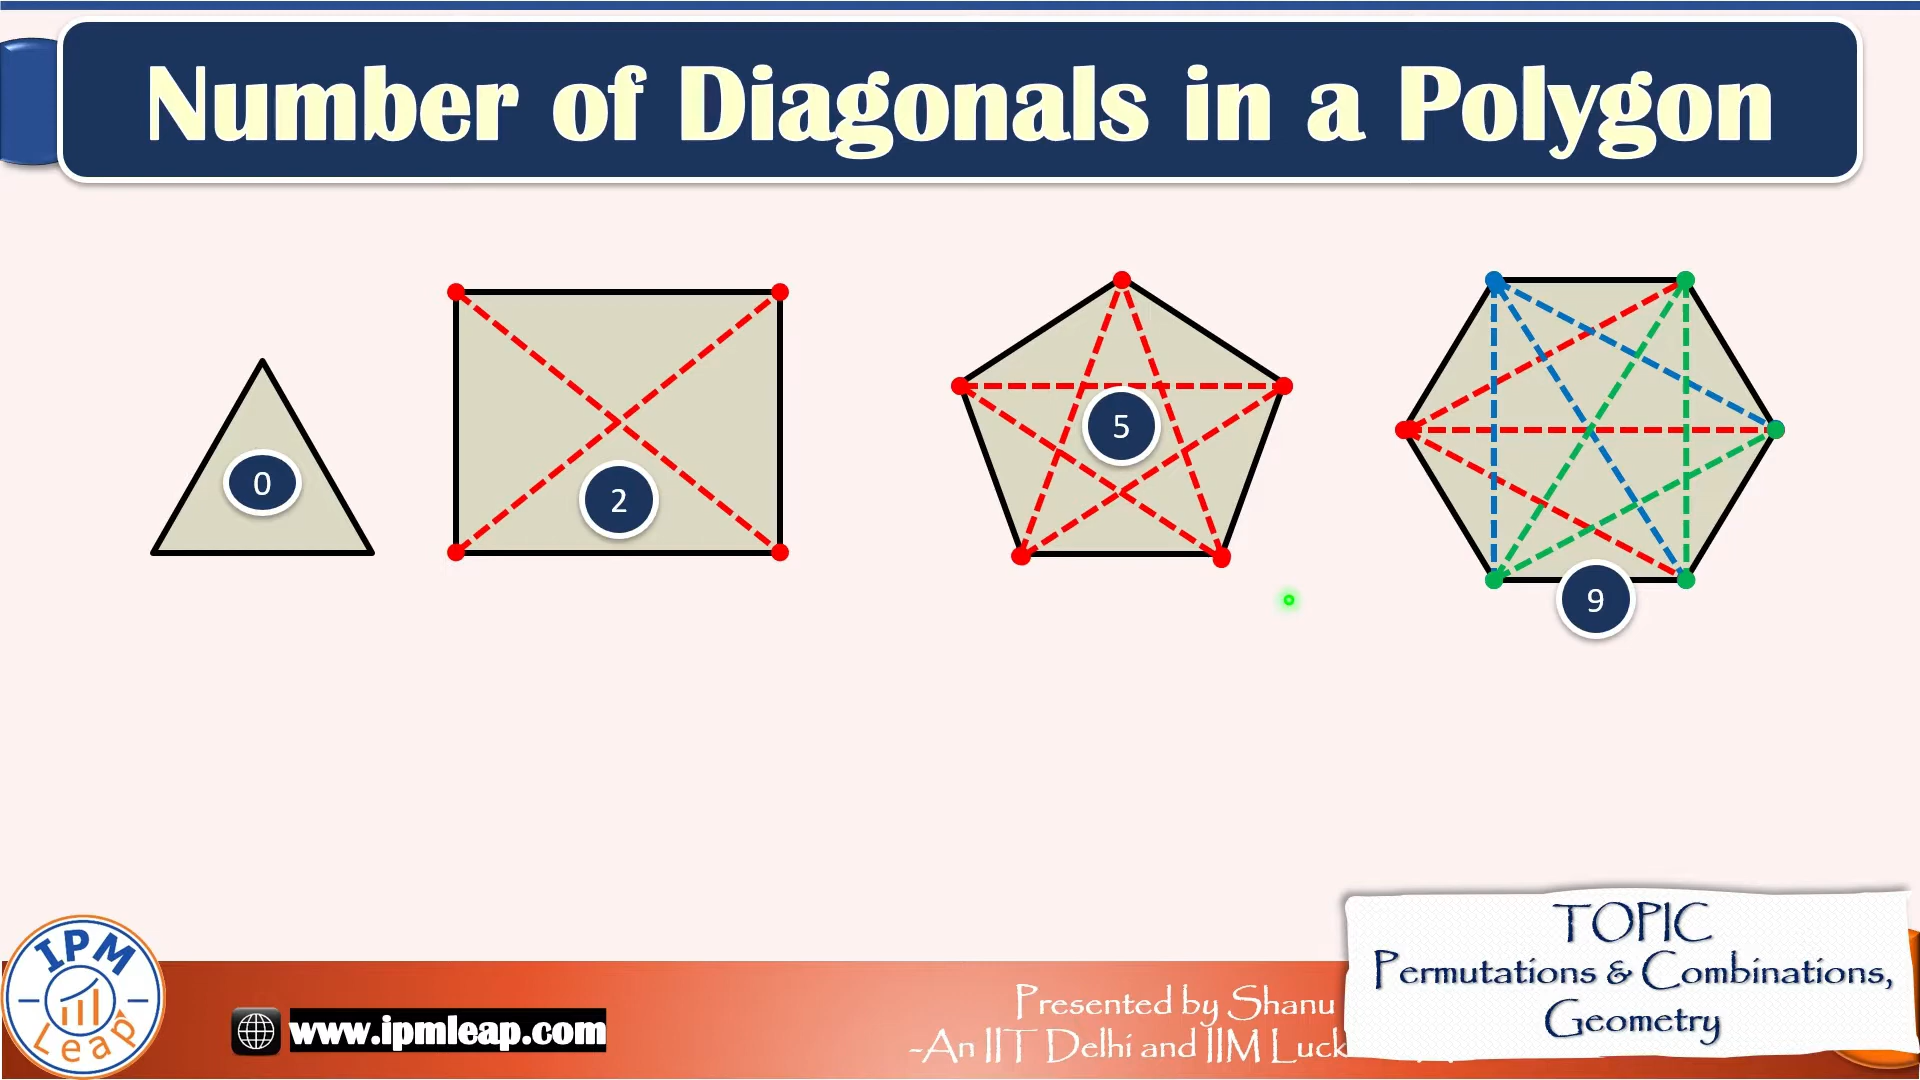 Number of Diagonals in a Polygon
0
2
5
9
IPM
Leap
www.ipmleap.com
Presented by Shanu
-An IIT Delhi and IIM
TOPIC
Permutations & Combinations,
Geometry